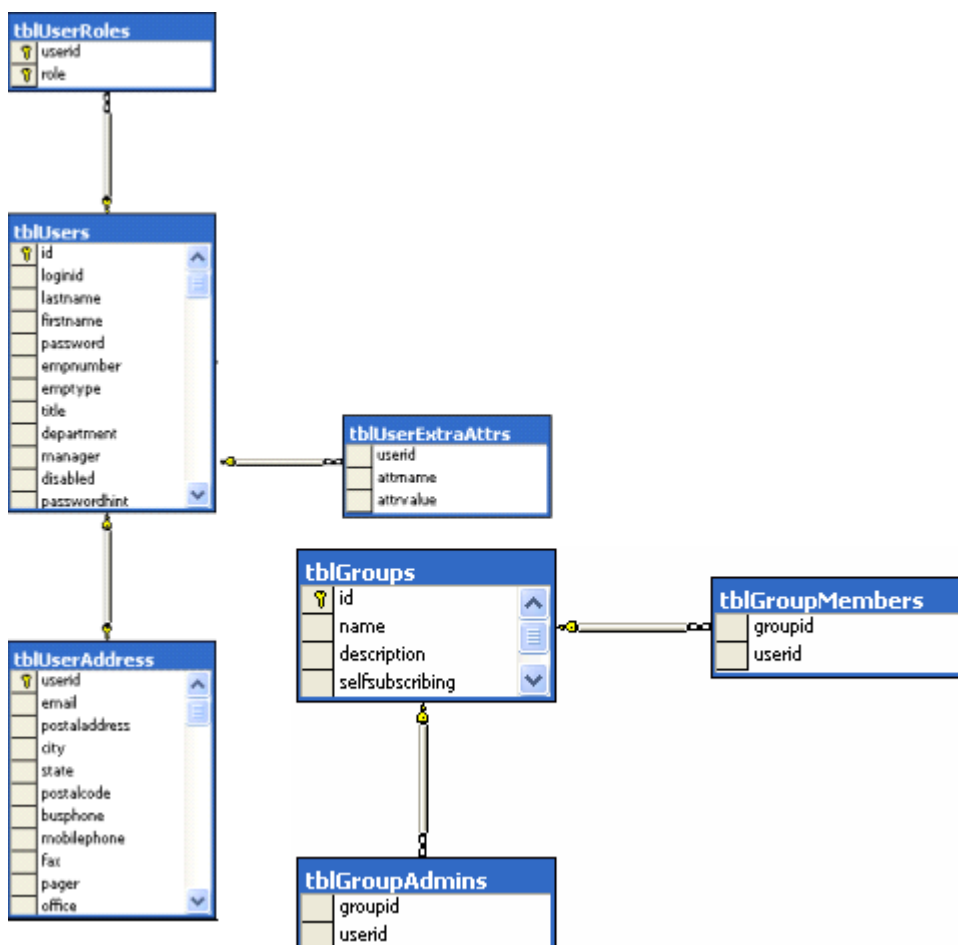 tblUserRoles
userid
role
tblUsers
id
loginid
lastname
firstname
password
empnumber
emptype
title
department
manager
disabled
passwordhint
tblUserExtraAttrs
userid
attrname
attrvalue
tblGroups
id
name
description
selfsubscribing
tblGroupMembers
groupid
userid
tblUserAddress
userid
email
postaladdress
city
state
postalcode
busphone
mobilephone
fax
pager
office
tblGroupAdmins
groupid
userid